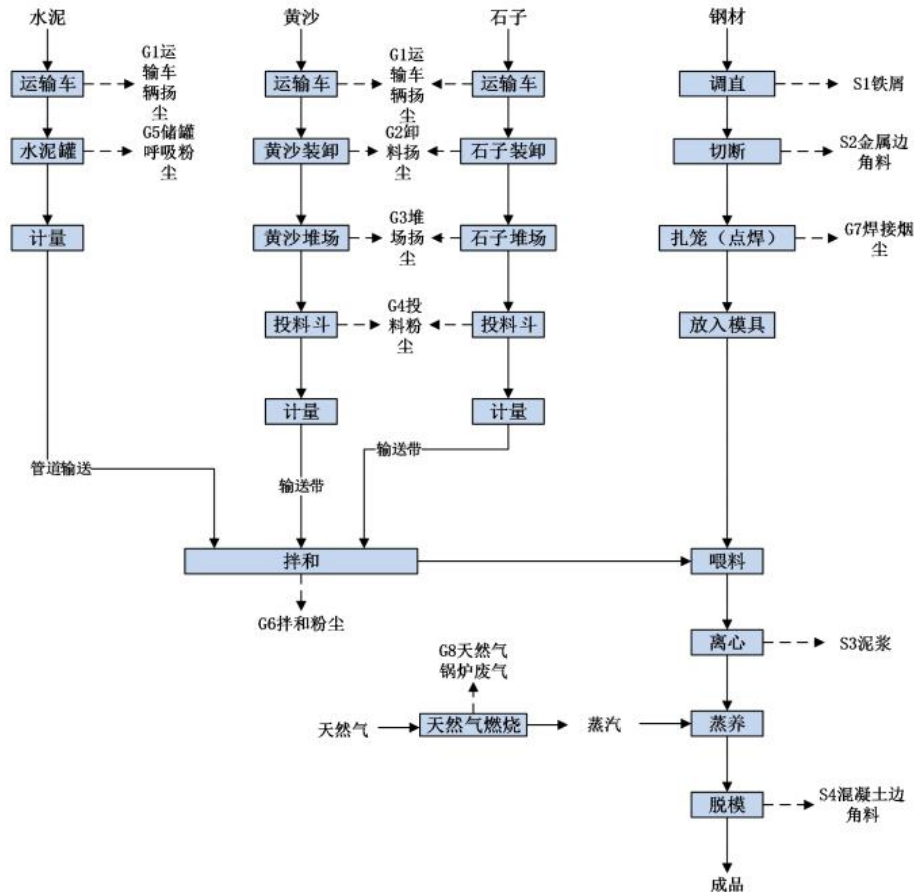 水泥
黄沙
石子
钢材
运输车
G1运
输车
辆扬
尘
运输车
G1运
输车
辆扬
尘
运输车
调直
S1铁屑
水泥罐
G5储罐
呼吸粉
尘
黄沙装卸
G2卸
料扬
尘
石子装卸
切断
S2金属边
角料
计量
黄沙堆场
G3堆
场扬
尘
石子堆场
扎笼（点焊）
G7焊接烟
尘
投料斗
G4投
料粉
尘
投料斗
放入模具
计量
计量
管道输送
输送带
输送带
拌和
喂料
G6拌和粉尘
离心
S3泥浆
G8天然气
锅炉废气
天然气
天然气燃烧
蒸汽
蒸养
脱模
S4混凝土边
角料
成品